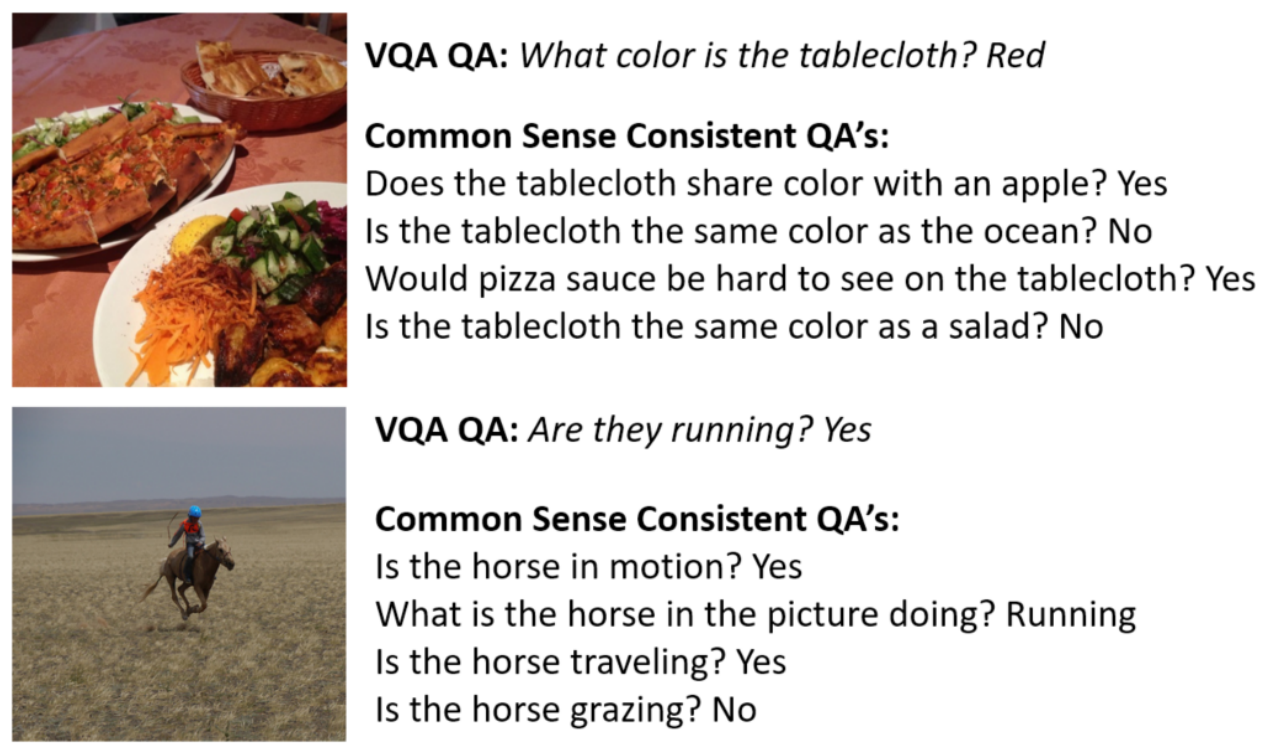 VQA QA: What color is the tablecloth? Red
Common Sense Consistent QA’s:
Does the tablecloth share color with an apple? Yes
Is the tablecloth the same color as the ocean? No
Would pizza sauce be hard to see on the tablecloth? Yes
Is the tablecloth the same color as a salad? No
VQA QA: Are they running? Yes
Common Sense Consistent QA’s:
Is the horse in motion? Yes
What is the horse in the picture doing? Running
Is the horse traveling? Yes
Is the horse grazing? No